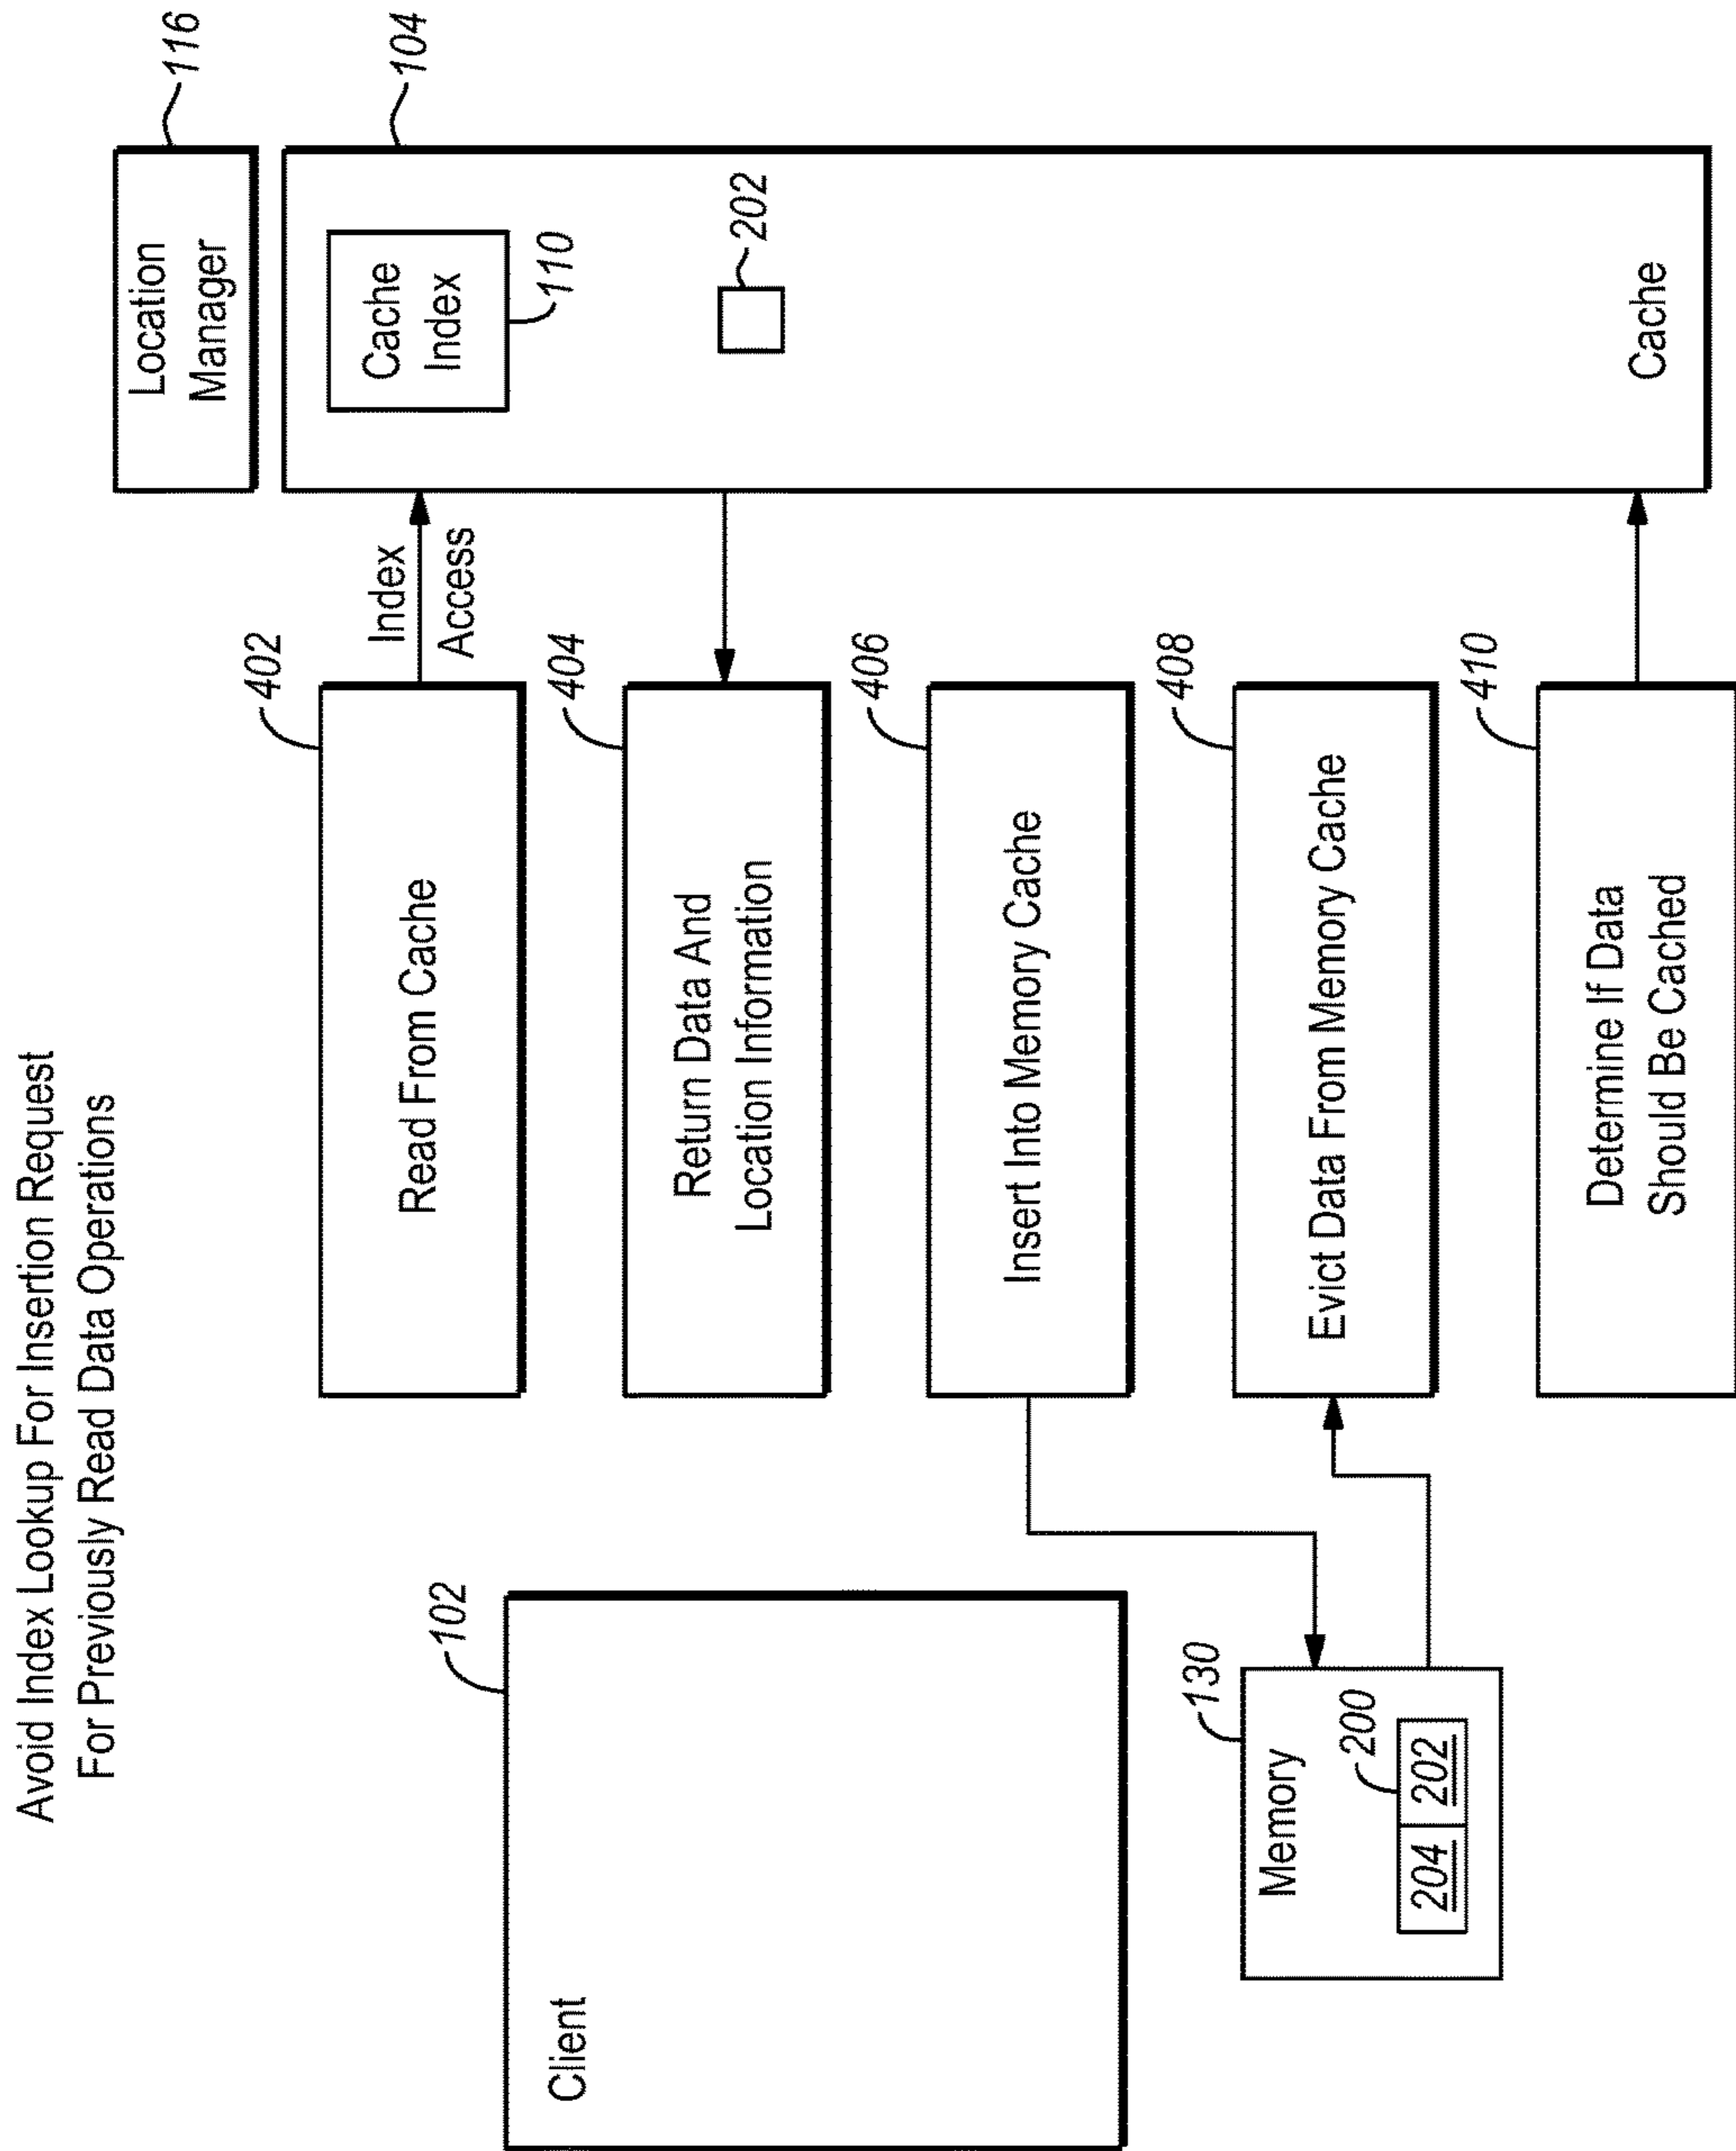 Avoid Index Lookup For Insertion Request
For Previously Read Data Operations
Client
102
Memory
130
200
204
202
Read From Cache
402
Index
Access
Return Data And
Location Information
404
Insert Into Memory Cache
406
Evict Data From Memory Cache
408
Determine If Data
Should Be Cached
410
Location
Manager
116
104
Cache
Index
110
202
Cache